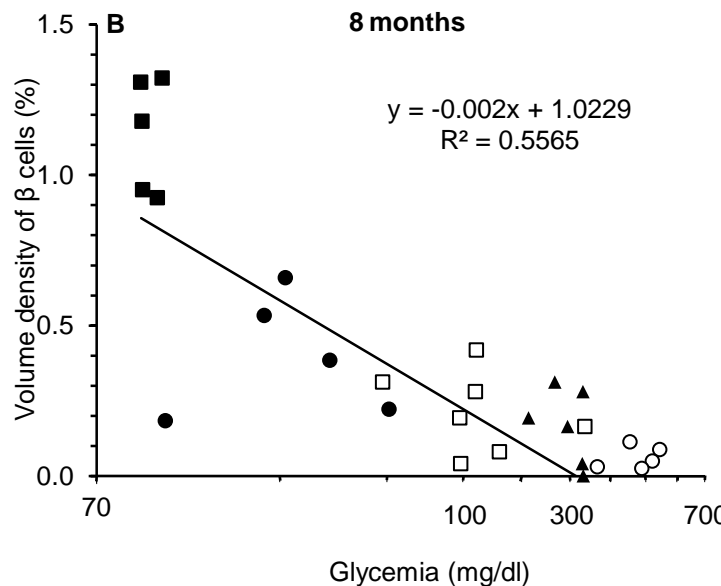 B 8 months
1.5
y = -0.002x + 1.0229
R² = 0.5565
1.0
Volume density of β cells (%)
0.5
0.0
70 100 300 700
Glycemia (mg/dl)